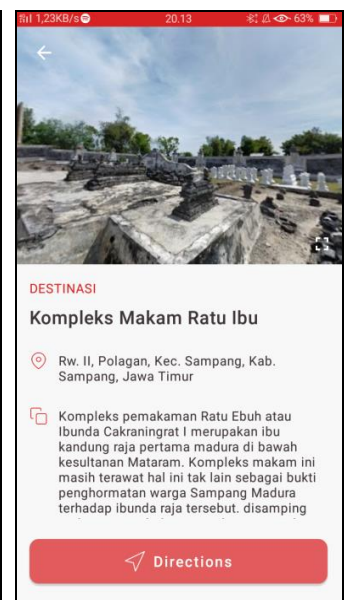 1,23KB/s
20.13
63%
DESTINASI
Kompleks Makam Ratu Ibu
Rw. II, Polagan, Kec. Sampang, Kab.
Sampang, Jawa Timur
Kompleks pemakaman Ratu Ebuh atau
Ibunda Cakraningrat I merupakan ibu
kandung raja pertama madura di bawah
kesultanan Mataram. Kompleks makam ini
masih terawat hal ini tak lain sebagai bukti
penghormatan warga Sampang Madura
terhadap ibunda raja tersebut. disamping
Directions